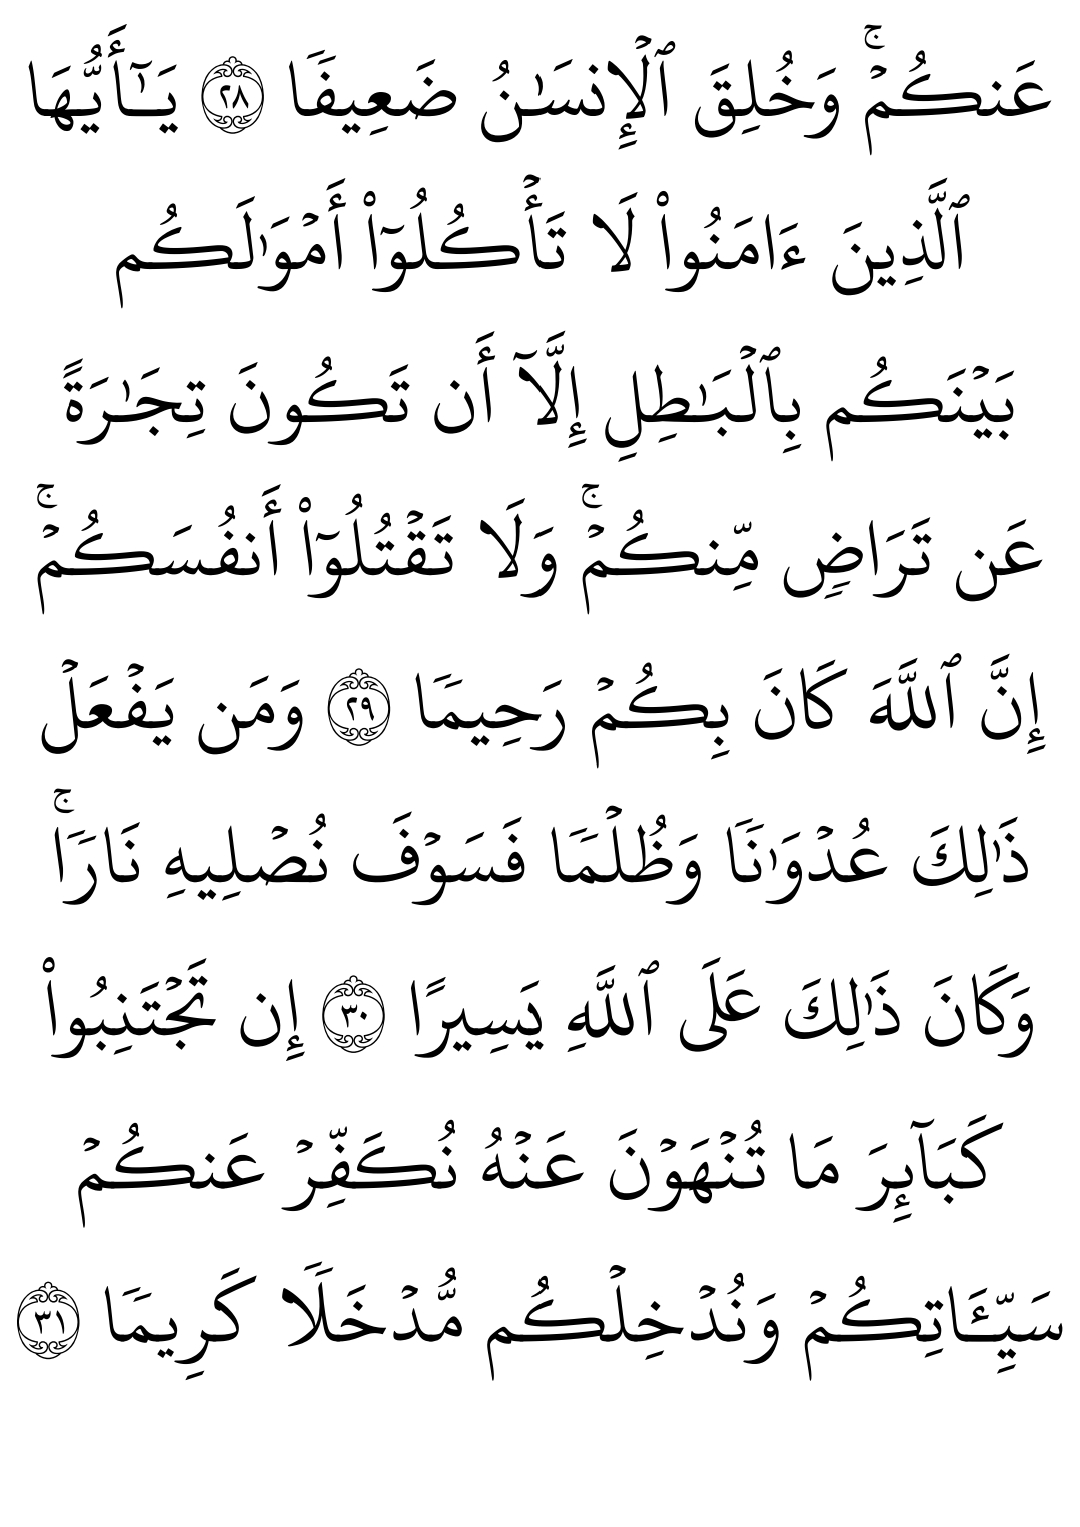 عَنكُمۡۚ وَخُلِقَ ٱلۡإِنسَٰنُ ضَعِيفٗا ٢٨ يَٰٓأَيُّهَا
ٱلَّذِينَ ءَامَنُواْ لَا تَأۡكُلُوٓاْ أَمۡوَٰلَكُم
بَيۡنَكُم بِٱلۡبَٰطِلِ إِلَّآ أَن تَكُونَ تِجَٰرَةً
عَن تَرَاضٖ مِّنكُمۡۚ وَلَا تَقۡتُلُوٓاْ أَنفُسَكُمۡۚ
إِنَّ ٱللَّهَ كَانَ بِكُمۡ رَحِيمٗا ٢٩ وَمَن يَفۡعَلۡ
ذَٰلِكَ عُدۡوَٰنٗا وَظُلۡمٗا فَسَوۡفَ نُصۡلِيهِ نَارٗاۚ
وَكَانَ ذَٰلِكَ عَلَى ٱللَّهِ يَسِيرًا ٣٠ إِن تَجۡتَنِبُواْ
كَبَآئِرَ مَا تُنۡهَوۡنَ عَنۡهُ نُكَفِّرۡ عَنكُمۡ
سَيِّـَٔاتِكُمۡ وَنُدۡخِلۡكُم مُّدۡخَلٗا كَرِيمٗا ٣١